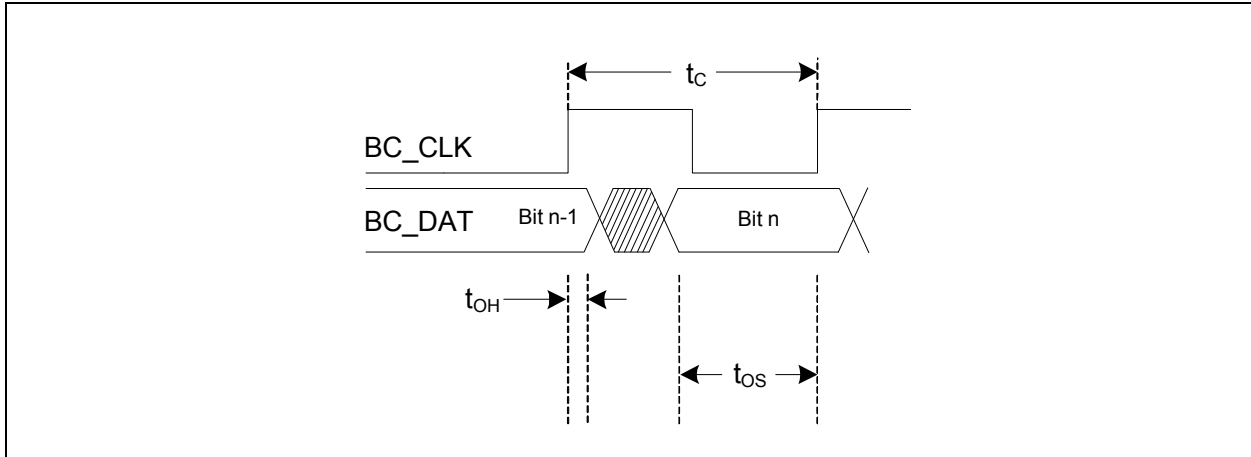 tC
BC_CLK
BC_DAT
Bit n-1
Bit n
tOH
tOS